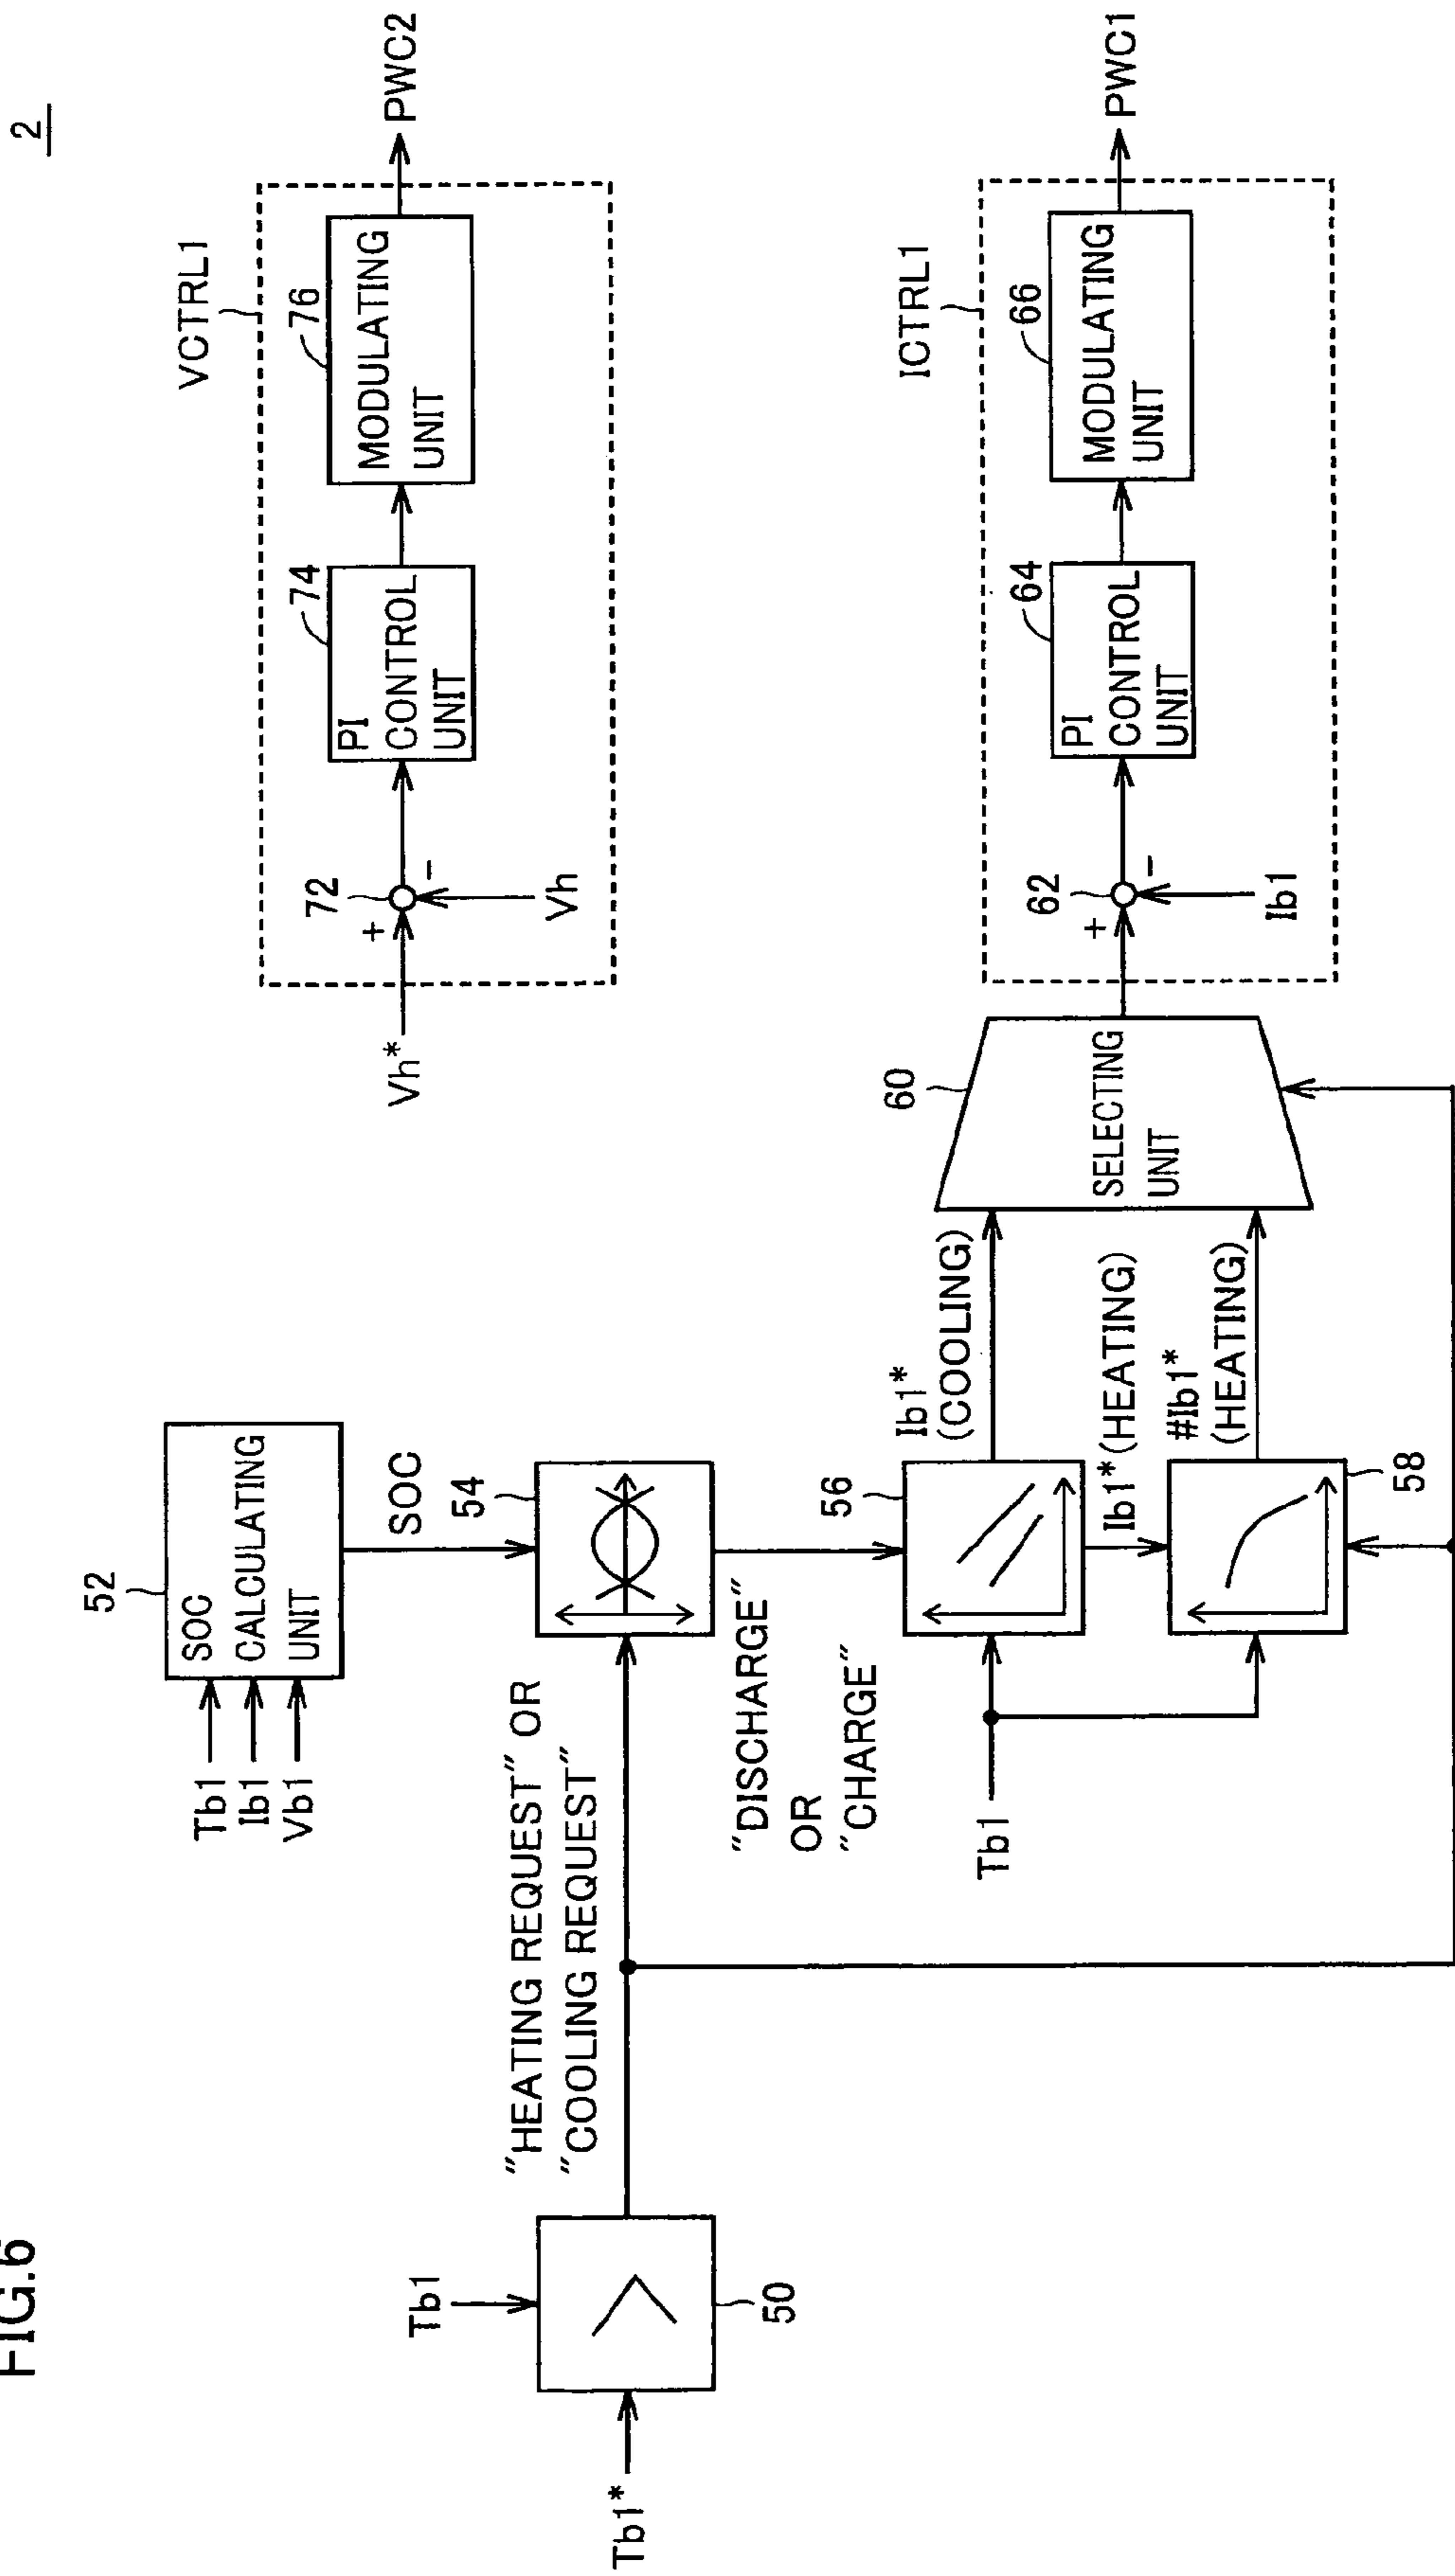 FIG.6
2
VCTRL1
72
+
-
Vh*
Vh
74
PI
CONTROL
UNIT
76
MODULATING
UNIT
PWC2
Tb1
Ib1
Vb1
52
SOC
CALCULATING
UNIT
SOC
54
Tb1*
Tb1
50
"HEATING REQUEST" OR
"COOLING REQUEST"
"DISCHARGE"
OR
"CHARGE"
Tb1
56
Ib1*
(COOLING)
Ib1*(HEATING)
#Ib1*
(HEATING)
58
60
SELECTING
UNIT
ICTRL1
62
+
-
Ib1
64
PI
CONTROL
UNIT
66
MODULATING
UNIT
PWC1